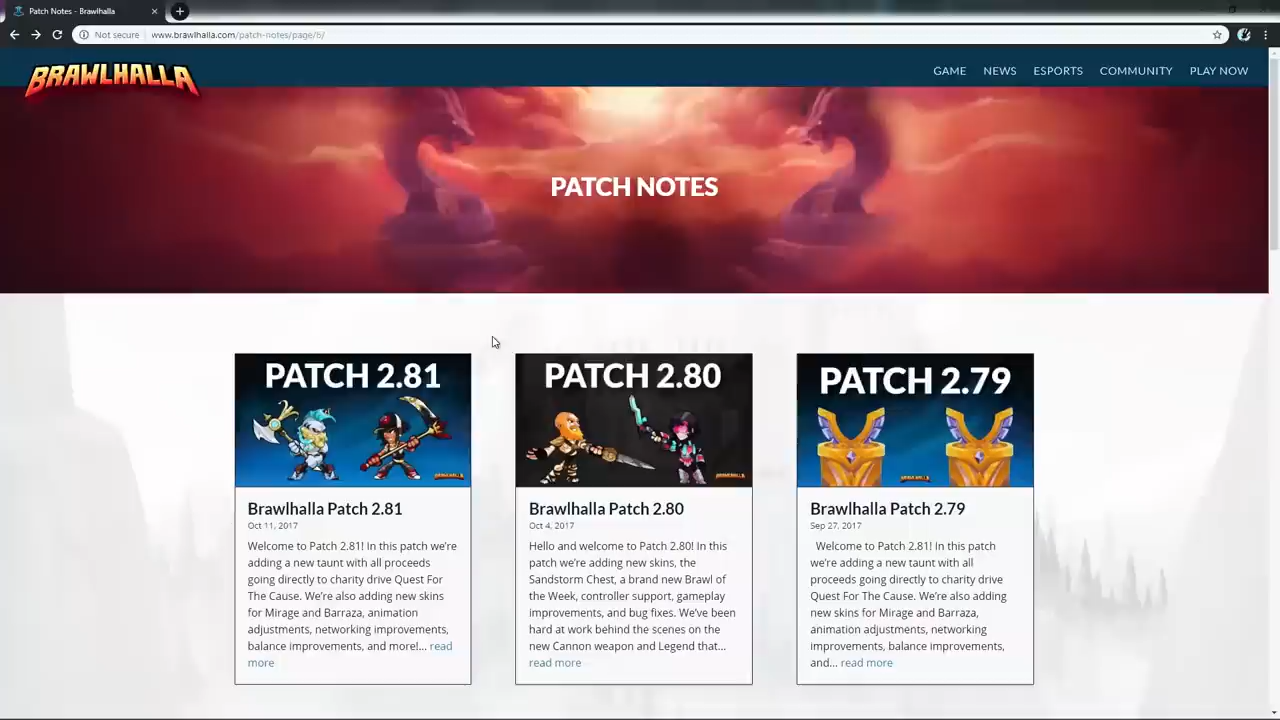 Patch Notes - Brawlhalla
Not secure
www.brawlhalla.com/patch-notes/page/6/
BRAWLHALLA
GAME
NEWS
ESPORTS
COMMUNITY
PLAY NOW
PATCH NOTES
PATCH 2.81
BRAWLHALLA
Brawlhalla Patch 2.81
Oct 11, 2017
Welcome to Patch 2.81! In this patch we're
adding a new taunt with all proceeds
going directly to charity drive Quest For
The Cause. We're also adding new skins
for Mirage and Barraza, animation
adjustments, networking improvements,
balance improvements, and more!... read
more
PATCH 2.80
BRAWLHALLA
Brawlhalla Patch 2.80
Oct 4, 2017
Hello and welcome to Patch 2.80! In this
patch we're adding new skins, the
Sandstorm Chest, a brand new Brawl of
the Week, controller support, gameplay
improvements, and bug fixes. We've been
hard at work behind the scenes on the
new Cannon weapon and Legend that...
read more
PATCH 2.79
BRAWLHALLA
Brawlhalla Patch 2.79
Sep 27, 2017
Welcome to Patch 2.81! In this patch
we're adding a new taunt with all
proceeds going directly to charity drive
Quest For The Cause. We're also adding
new skins for Mirage and Barraza,
animation adjustments, networking
improvements, balance improvements,
and... read more